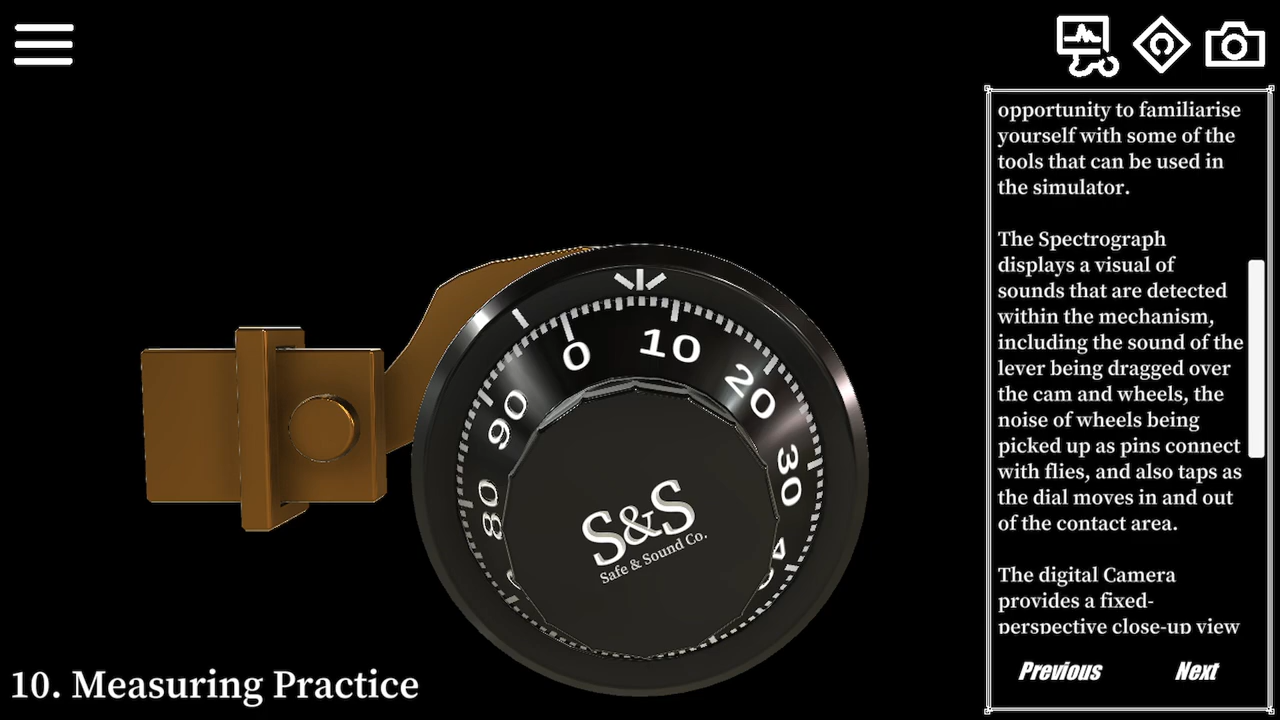 opportunity to familiarise
yourself with some of the
tools that can be used in
the simulator.
The Spectrograph
displays a visual of
sounds that are detected
within the mechanism,
including the sound of the
lever being dragged over
the cam and wheels, the
noise of wheels being
picked up as pins connect
with flies, and also taps as
the dial moves in and out
of the contact area.
The digital Camera
provides a fixed-
perspective close-up view
Previous Next
0 10 20 30 80 90
S&S
Safe & Sound Co.
10. Measuring Practice